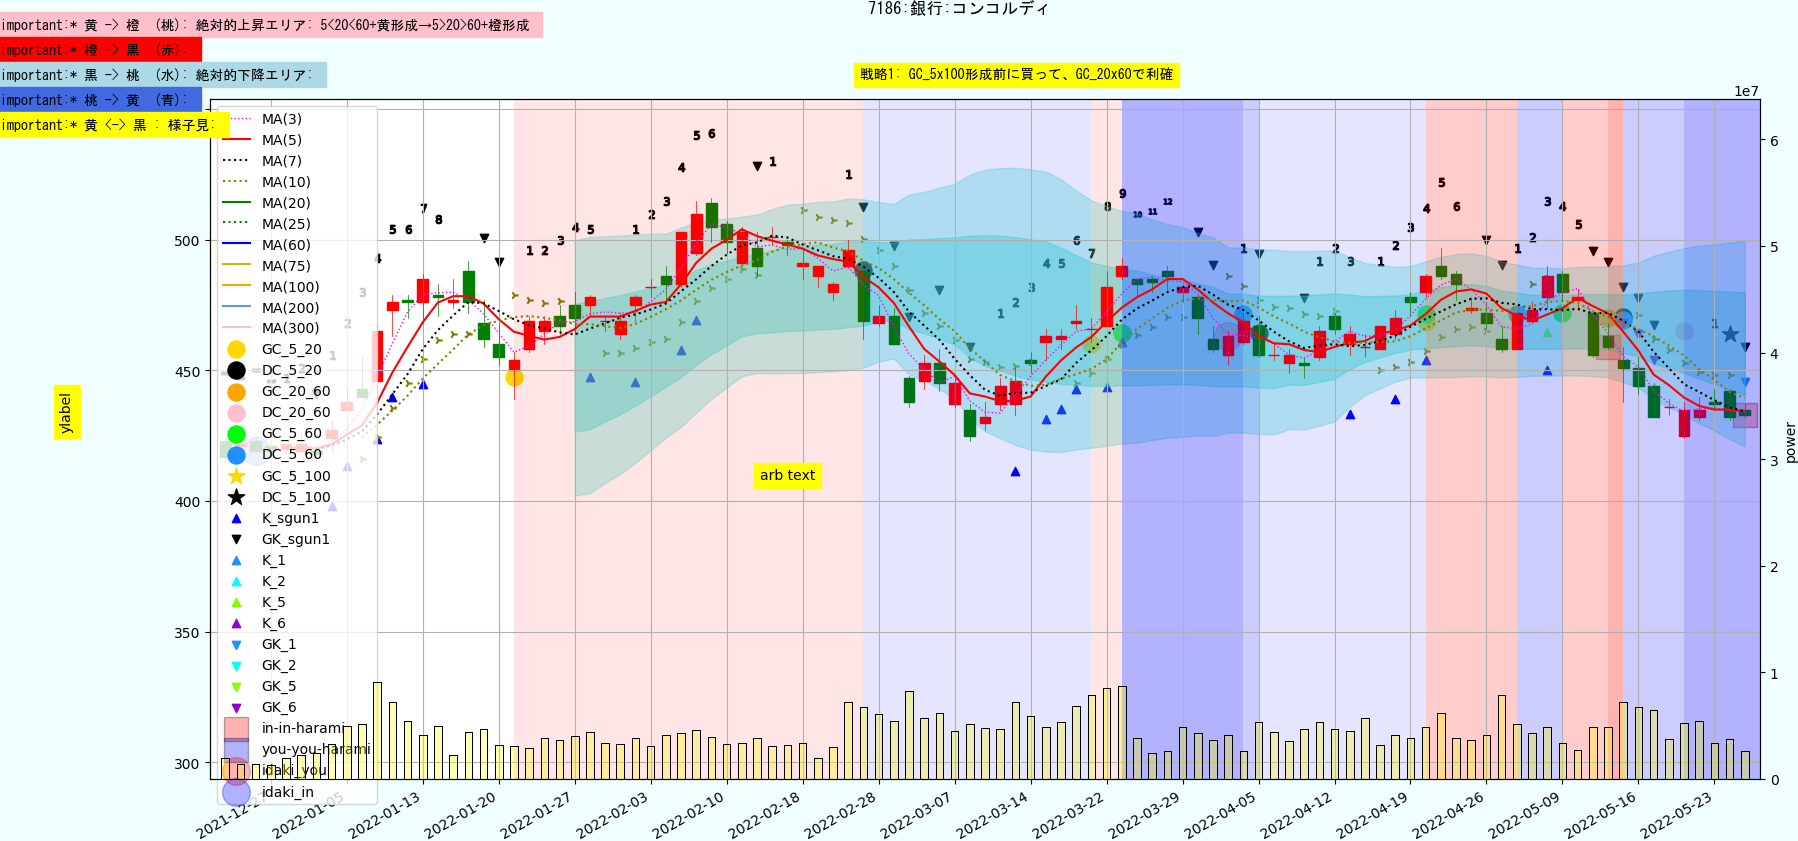 7186:銀行:コンコルディ
important:* 黄 -> 橙 (桃): 絶対的上昇エリア: 5<20<60+黄形成→5>20>60+橙形成
important:* 橙 -> 黒 (赤):
important:* 黒 -> 桃 (水): 絶対的下降エリア:
戦略1: GC_5x100形成前に買って、GC_20x60で利確
important:* 桃 -> 黄 (青):
important:* 黄 <-> 黒 : 様子見:
1e7
MA(3)
MA(5)
MA(7)
MA(10)
MA(20)
MA(25)
MA(60)
MA(75)
MA(100)
MA(200)
MA(300)
GC_5_20
DC_5_20
GC_20_60
DC_20_60
GC_5_60
DC_5_60
GC_5_100
DC_5_100
K_sgun1
GK_sgun1
K_1
K_2
K_5
K_6
GK_1
GK_2
GK_5
GK_6
in-in-harami
you-you-harami
idaki_you
idaki_in
500
450
400
350
300
ylabel
arb text
6
5
4
3
2
1
0
power
2022-01-05
2022-01-13
2022-01-20
2022-01-27
2022-02-03
2022-02-10
2022-02-18
2022-02-28
2022-03-07
2022-03-14
2022-03-22
2022-03-29
2022-04-05
2022-04-12
2022-04-19
2022-04-26
2022-05-09
2022-05-16
2022-05-23